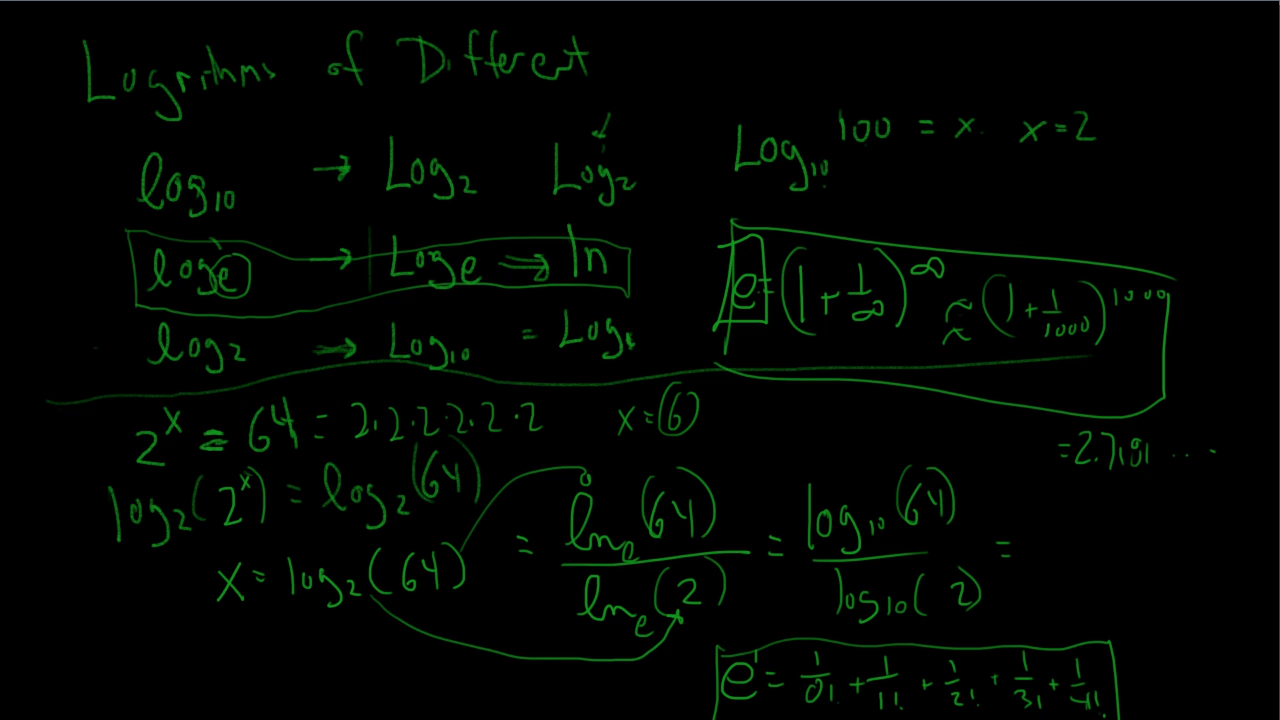 Logrithms of Different
log₁₀ → Log₂ Log₂
Log₁₀ 100 = x. x = 2
logₑ → Logₑ ⇒ ln
e = (1 + 1/∞)^∞ ≈ (1 + 1/1000)^1000
log₂ → Log₁₀ =
2^x = 64 = 2·2·2·2·2·2 x = 6
= 2.7181 ....
log₂(2^x) = log₂(64)
x = log₂(64) = lnₑ(64)/lnₑ(2) = log₁₀(64)/log₁₀(2) =
e¹ = 1/0! + 1/1! + 1/2! + 1/3! + 1/4!